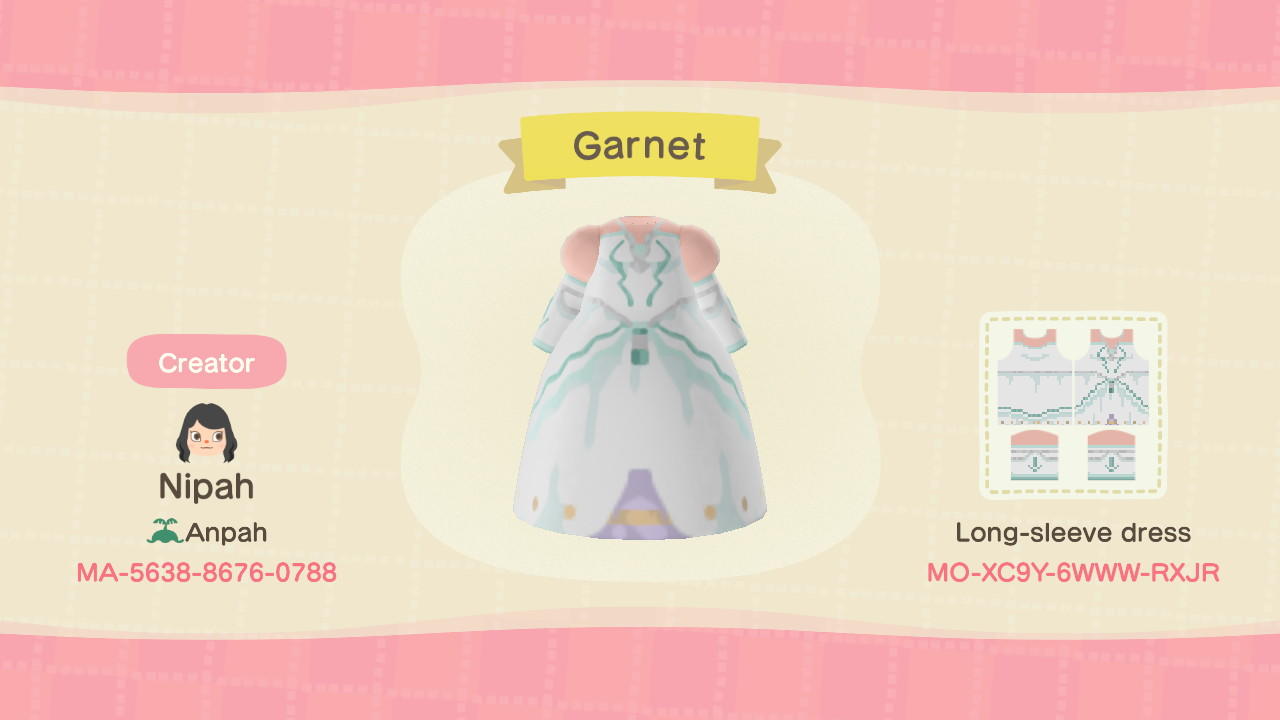 Garnet
Creator
Nipah
Anpah
MA-5638-8676-0788
Long-sleeve dress
MO-XC9Y-6WWW-RXJR